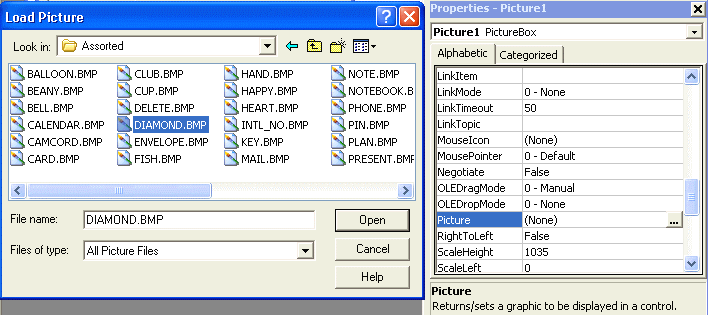 Load Picture
Look in: Assorted
BALLOON.BMP CLUB.BMP HAND.BMP NOTE.BMP
BEANY.BMP CUP.BMP HAPPY.BMP NOTEBOOK.B
BELL.BMP DELETE.BMP HEART.BMP PHONE.BMP
CALENDAR.BMP DIAMOND.BMP INTL_NO.BMP PIN.BMP
CAMCORD.BMP ENVELOPE.BMP KEY.BMP PLAN.BMP
CARD.BMP FISH.BMP MAIL.BMP PRESENT.BMP
File name: DIAMOND.BMP Open
Files of type: All Picture Files Cancel
Help
Properties - Picture1
Picture1 PictureBox
Alphabetic Categorized
LinkItem
LinkMode 0 - None
LinkTimeout 50
LinkTopic
MouseIcon (None)
MousePointer 0 - Default
Negotiate False
OLEDragMode 0 - Manual
OLEDropMode 0 - None
Picture (None) ...
RightToLeft False
ScaleHeight 1035
ScaleLeft 0
Picture
Returns/sets a graphic to be displayed in a control.